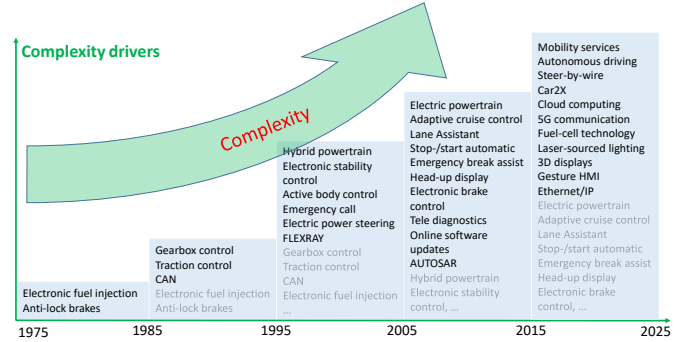 Complexity drivers
Complexity
Electronic fuel injection
Anti-lock brakes
Gearbox control
Traction control
CAN
Electronic fuel injection
Anti-lock brakes
Hybrid powertrain
Electronic stability
control
Active body control
Emergency call
Electric power steering
FLEXRAY
Gearbox control
Traction control
CAN
Electronic fuel injection
...
Electric powertrain
Adaptive cruise control
Lane Assistant
Stop-/start automatic
Emergency break assist
Head-up display
Electronic brake
control
Tele diagnostics
Online software
updates
AUTOSAR
Hybrid powertrain
Electronic stability
control, ...
Mobility services
Autonomous driving
Steer-by-wire
Car2X
Cloud computing
5G communication
Fuel-cell technology
Laser-sourced lighting
3D displays
Gesture HMI
Ethernet/IP
Electric powertrain
Adaptive cruise control
Lane Assistant
Stop-/start automatic
Emergency break assist
Head-up display
Electronic brake
control, ...
1975 1985 1995 2005 2015 2025